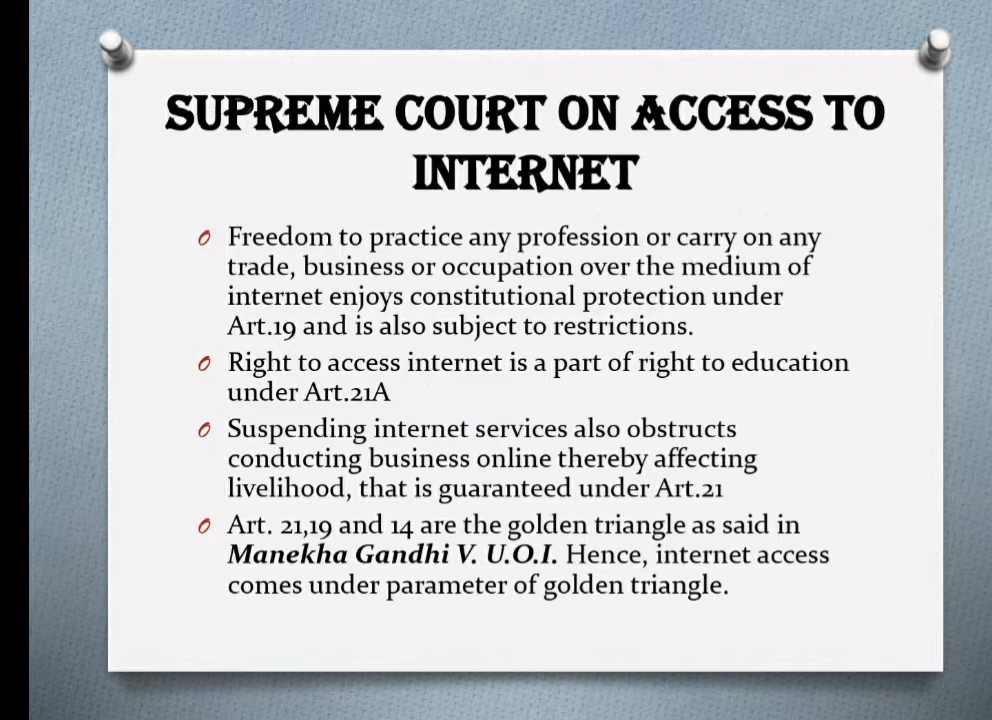 SUPREME COURT ON ACCESS TO
INTERNET
Freedom to practice any profession or carry on any
trade, business or occupation over the medium of
internet enjoys constitutional protection under
Art.19 and is also subject to restrictions.
Right to access internet is a part of right to education
under Art.21A
Suspending internet services also obstructs
conducting business online thereby affecting
livelihood, that is guaranteed under Art.21
Art. 21,19 and 14 are the golden triangle as said in
Manekha Gandhi V. U.O.I. Hence, internet access
comes under parameter of golden triangle.